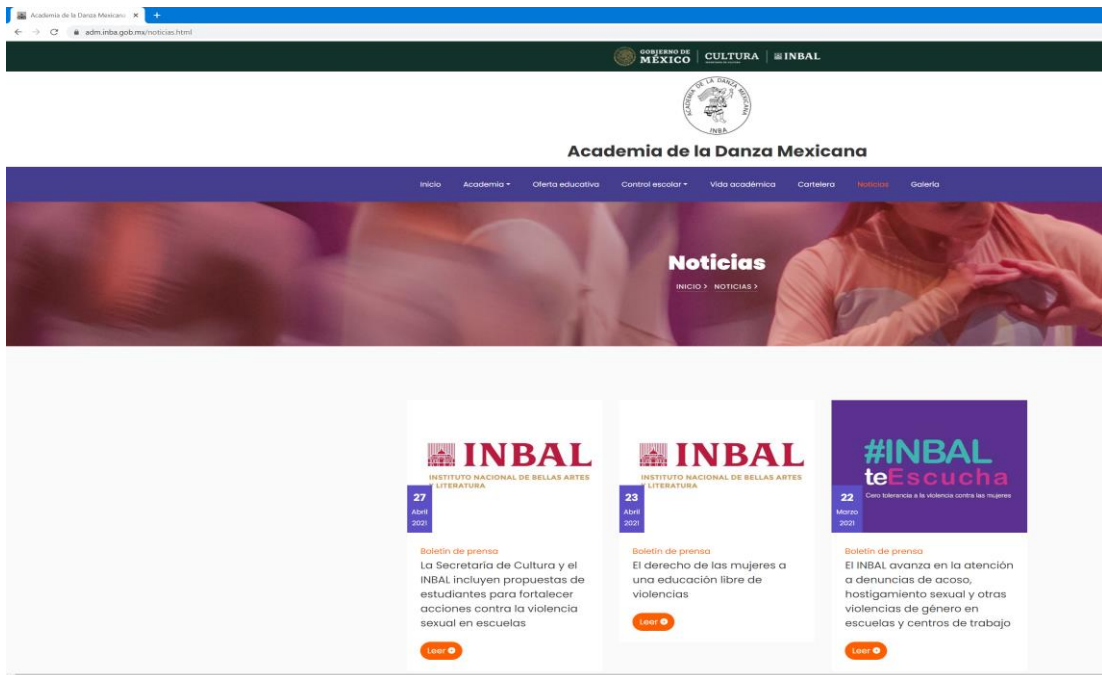 Academia de la Danza Mexicana
adm.inba.gob.mx/noticias.html
GOBIERNO DE MÉXICO | CULTURA | INBAL
ACADEMIA DE LA DANZA MEXICANA
INBA
Academia de la Danza Mexicana
Inicio Academia Oferta educativa Control escolar Vida académica Cartelera Noticias Galería
Noticias
INICIO > NOTICIAS >
INBAL
INSTITUTO NACIONAL DE BELLAS ARTES
Y LITERATURA
27
Abril
2021
Boletín de prensa
La Secretaría de Cultura y el
INBAL incluyen propuestas de
estudiantes para fortalecer
acciones contra la violencia
sexual en escuelas
Leer
INBAL
INSTITUTO NACIONAL DE BELLAS ARTES
Y LITERATURA
23
Abril
2021
Boletín de prensa
El derecho de las mujeres a
una educación libre de
violencias
Leer
#INBAL
teEscucha
Cero tolerancia a la violencia contra las mujeres
22
Marzo
2021
Boletín de prensa
El INBAL avanza en la atención
a denuncias de acoso,
hostigamiento sexual y otras
violencias de género en
escuelas y centros de trabajo
Leer